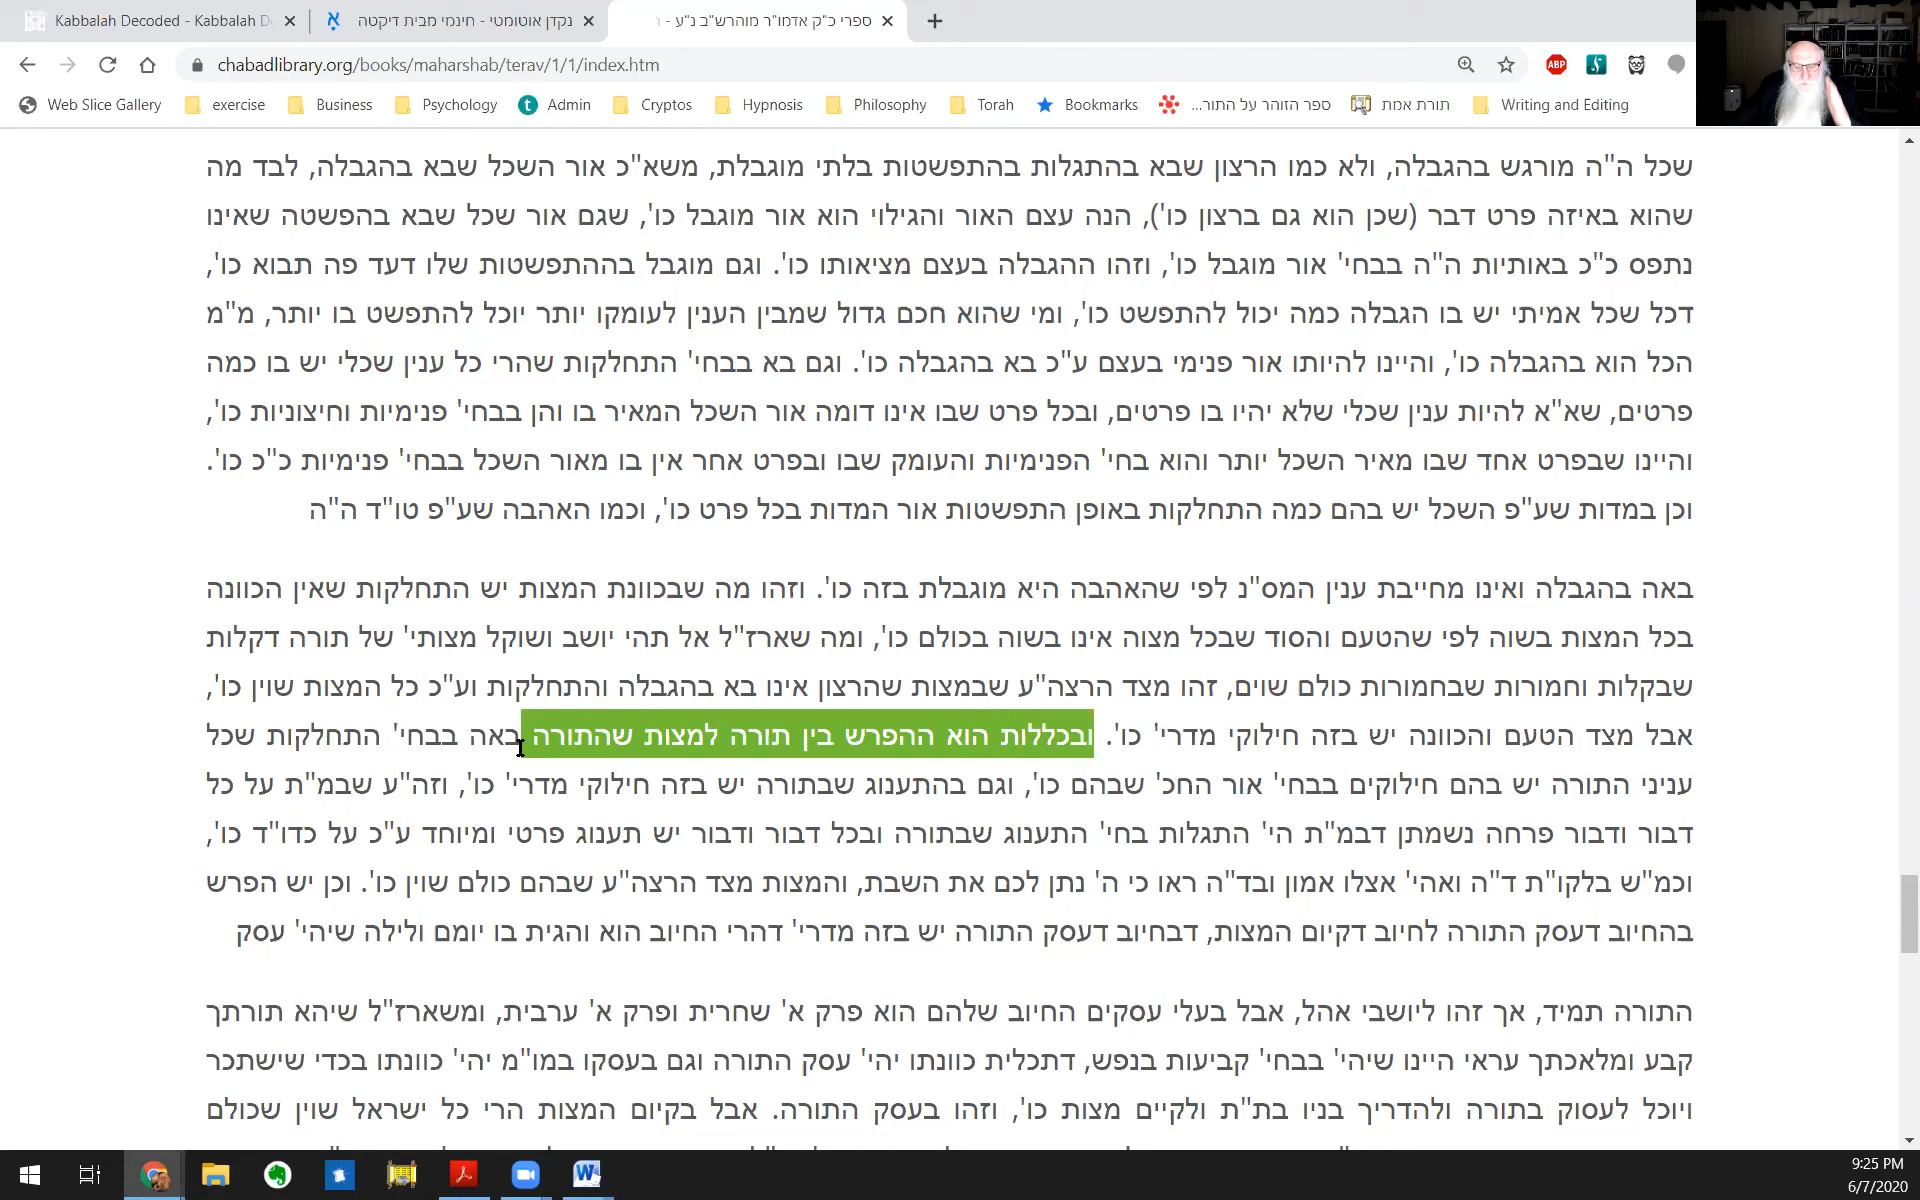 Kabbalah Decoded - Kabbalah D
נקדן אוטומטי - חינמי מבית דיקטה
ספרי כ"ק אדמו"ר מוהרש"ב נ"ע -
chabadlibrary.org/books/maharshab/terav/1/1/index.htm
ABP
Web Slice Gallery
exercise
Business
Psychology
Admin
Cryptos
Hypnosis
Philosophy
Torah
Bookmarks
ספר הזוהר על התור...
תורת אמת
Writing and Editing
שכל ה"ה מורגש בהגבלה, ולא כמו הרצון שבא בהתגלות בהתפשטות בלתי מוגבלת, משא"כ אור השכל שבא בהגבלה, לבד מה
שהוא באיזה פרט דבר (שכן הוא גם ברצון כו'), הנה עצם האור והגילוי הוא אור מוגבל כו', שגם אור שכל שבא בהפשטה שאינו
נתפס כ"כ באותיות ה"ה בבחי' אור מוגבל כו', וזהו ההגבלה בעצם מציאותו כו'. וגם מוגבל בההתפשטות שלו דעד פה תבוא כו',
דכל שכל אמיתי יש בו הגבלה כמה יכול להתפשט כו', ומי שהוא חכם גדול שמבין הענין לעומקו יותר יוכל להתפשט בו יותר, מ"מ
הכל הוא בהגבלה כו', והיינו להיותו אור פנימי בעצם ע"כ בא בהגבלה כו'. וגם בא בבחי' התחלקות שהרי כל ענין שכלי יש בו כמה
פרטים, שא"א להיות ענין שכלי שלא יהיו בו פרטים, ובכל פרט שבו אינו דומה אור השכל המאיר בו והן בבחי' פנימיות וחיצוניות כו',
והיינו שבפרט אחד שבו מאיר השכל יותר והוא בחי' הפנימיות והעומק שבו ובפרט אחר אין בו מאור השכל בבחי' פנימיות כ"כ כו'.
וכן במדות שע"פ השכל יש בהם כמה התחלקות באופן התפשטות אור המדות בכל פרט כו', וכמו האהבה שע"פ טו"ד ה"ה
באה בהגבלה ואינו מחייבת ענין המס"נ לפי שהאהבה היא מוגבלת בזה כו'. וזהו מה שבכוונת המצות יש התחלקות שאין הכוונה
בכל המצות בשוה לפי שהטעם והסוד שבכל מצוה אינו בשוה בכולם כו', ומה שארז"ל אל תהי יושב ושוקל מצותי' של תורה דקלות
שבקלות וחמורות שבחמורות כולם שוים, זהו מצד הרצה"ע שבמצות שהרצון אינו בא בהגבלה והתחלקות וע"כ כל המצות שוין כו',
אבל מצד הטעם והכוונה יש בזה חילוקי מדרי' כו'. ובכללות הוא ההפרש בין תורה למצות שהתורה באה בבחי' התחלקות שכל
עניני התורה יש בהם חילוקים בבחי' אור החכ' שבהם כו', וגם בהתענוג שבתורה יש בזה חילוקי מדרי' כו', וזה"ע שבמ"ת על כל
דבור ודבור פרחה נשמתן דבמ"ת הי' התגלות בחי' התענוג שבתורה ובכל דבור ודבור יש תענוג פרטי ומיוחד ע"כ על כדו"ד כו',
וכמ"ש בלקו"ת ד"ה ואהי' אצלו אמון ובד"ה ראו כי ה' נתן לכם את השבת, והמצות מצד הרצה"ע שבהם כולם שוין כו'. וכן יש הפרש
בהחיוב דעסק התורה לחיוב דקיום המצות, דבחיוב דעסק התורה יש בזה מדרי' דהרי החיוב הוא והגית בו יומם ולילה שיהי' עסק
התורה תמיד, אך זהו ליושבי אהל, אבל בעלי עסקים החיוב שלהם הוא פרק א' שחרית ופרק א' ערבית, ומשארז"ל שיהא תורתך
קבע ומלאכתך עראי היינו שיהי' בבחי' קביעות בנפש, דתכלית כוונתו יהי' עסק התורה וגם בעסקו במו"מ יהי' כוונתו בכדי שישתכר
ויוכל לעסוק בתורה ולהדריך בניו בת"ת ולקיים מצות כו', וזהו בעסק התורה. אבל בקיום המצות הרי כל ישראל שוין שכולם
9:25 PM
6/7/2020